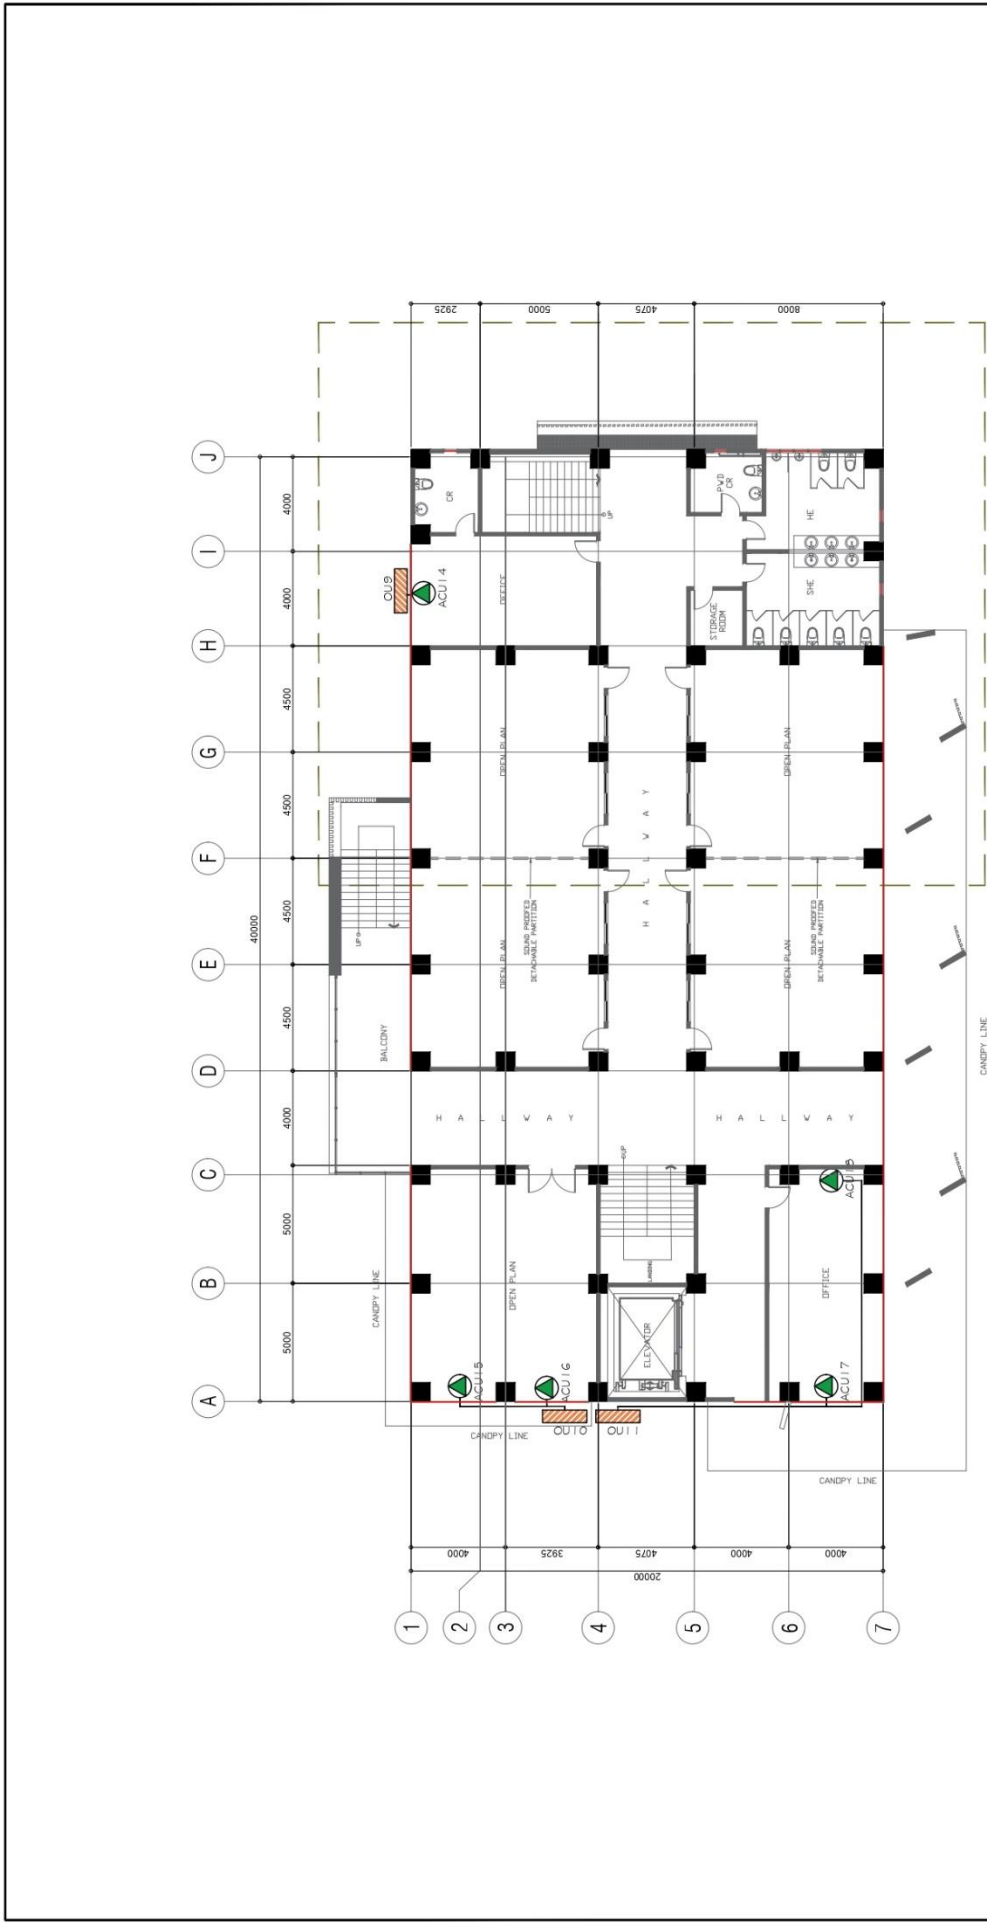 2925
5000
4075
8000
J
I
H
G
F
E
D
C
B
A
4000
4000
4500
4500
4500
4500
4000
5000
5000
40000
CR
UP
PWD
CR
HE
SHE
STORAGE
ROOM
OFFICE
OU9
ACU14
OPEN PLAN
OPEN PLAN
HALLWAY
SOUND PROOFED
DETACHABLE PARTITION
SOUND PROOFED
DETACHABLE PARTITION
OPEN PLAN
OPEN PLAN
UP
BALCONY
HALLWAY
HALLWAY
CANOPY LINE
UP
LANDING
ELEVATOR
OPEN PLAN
OFFICE
ACU18
CANOPY LINE
ACU15
ACU16
ACU17
OU10
OU11
CANOPY LINE
CANOPY LINE
4000
3925
4075
4000
4000
20000
1
2
3
4
5
6
7